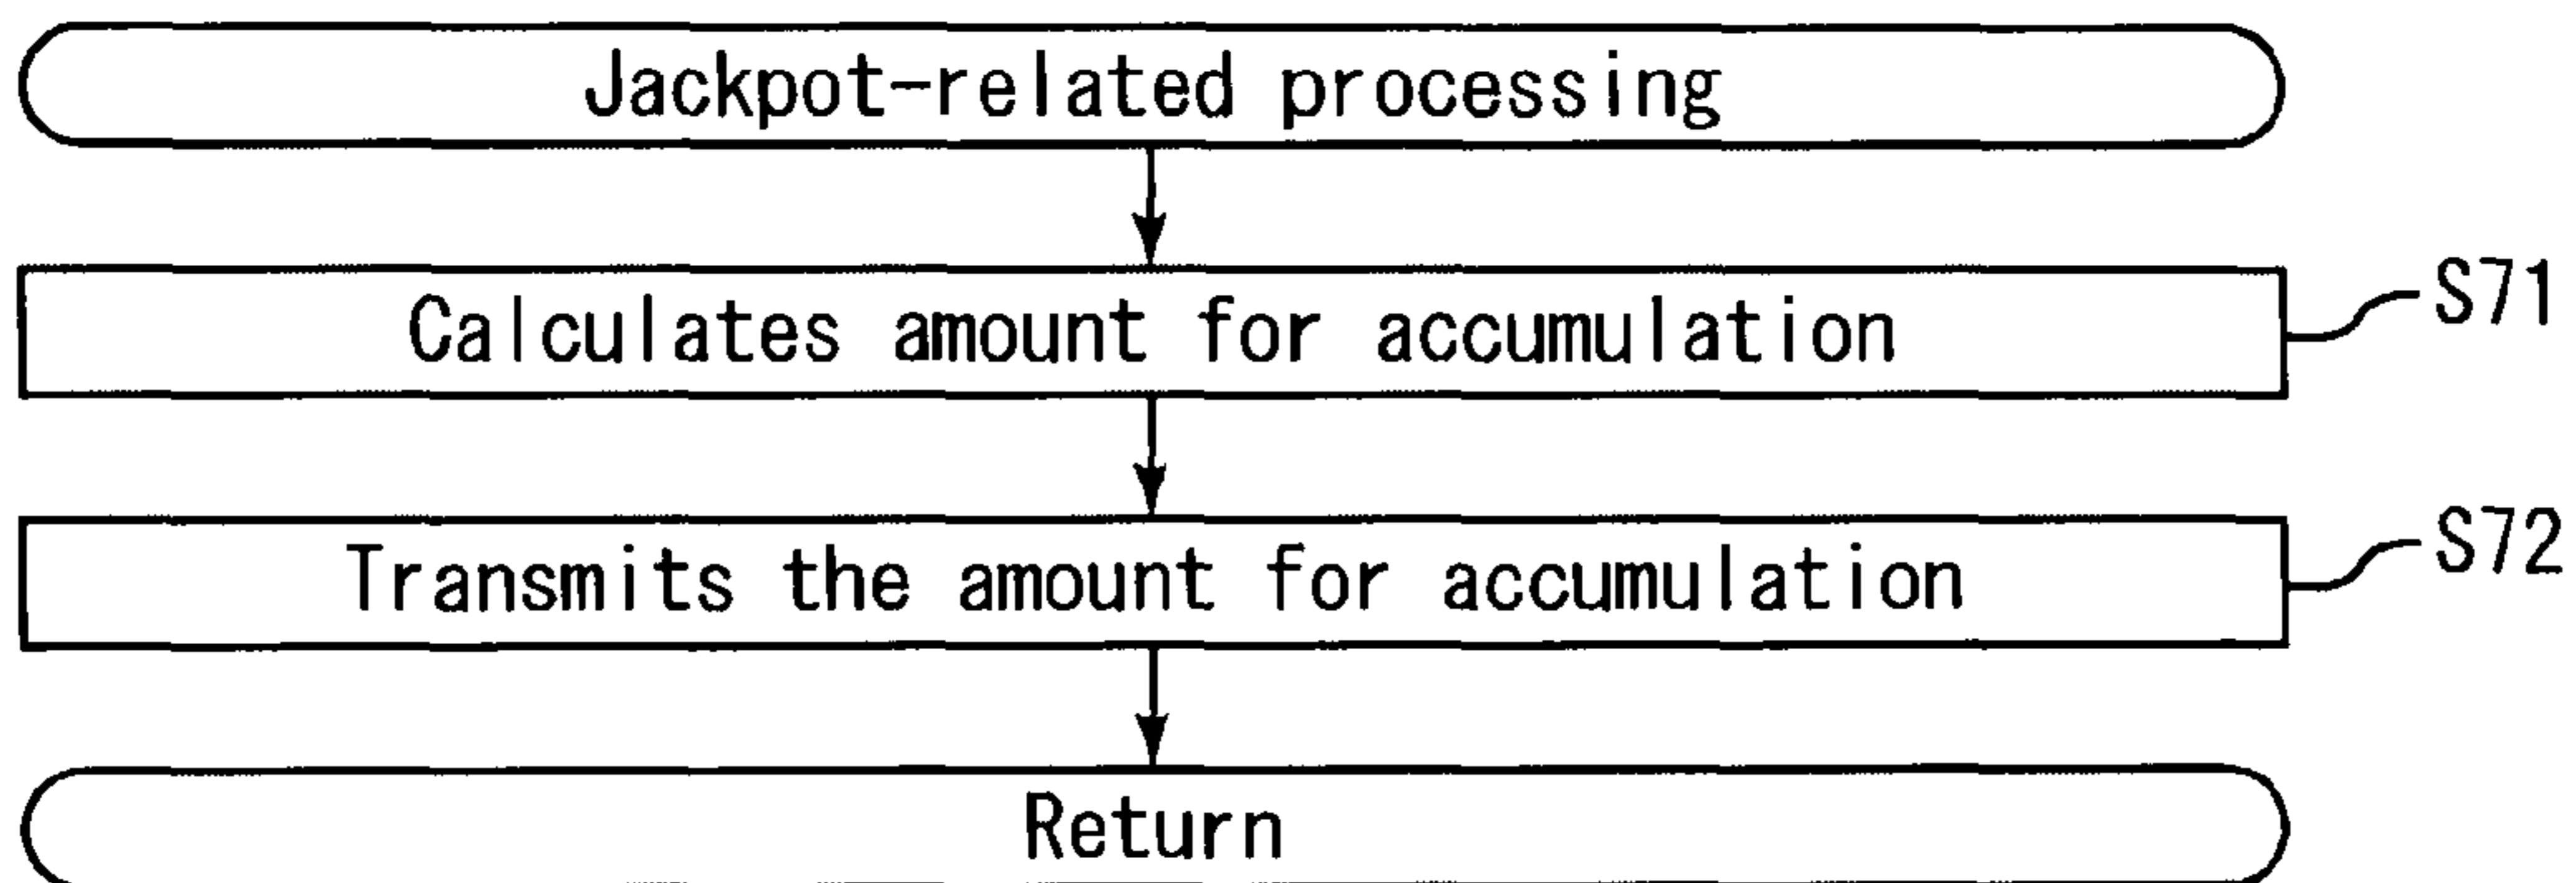 Jackpot-related processing
Calculates amount for accumulation
S71
Transmits the amount for accumulation
S72
Return